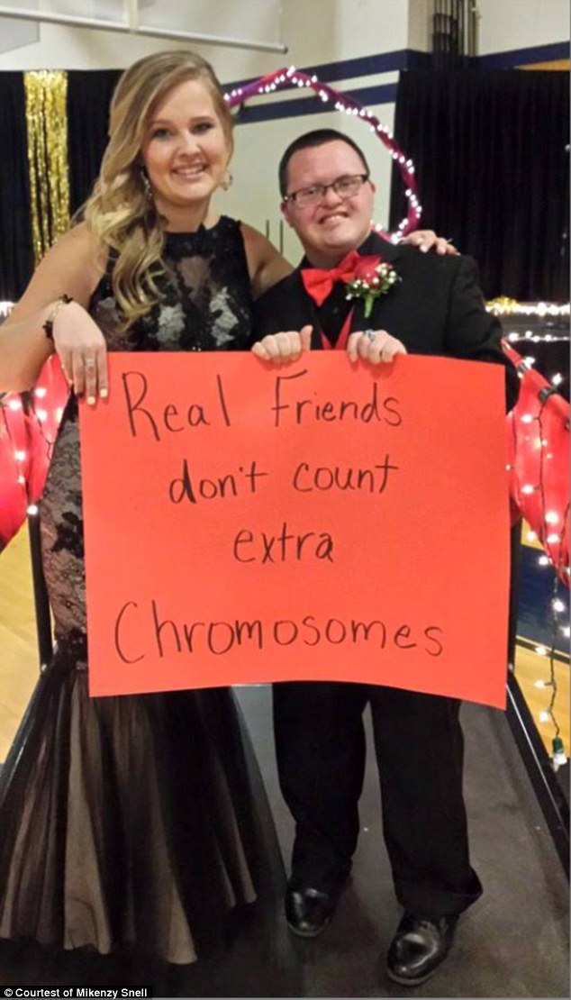 Real Friends
don't count
extra
Chromosomes
© Courtesy of Mikenzy Snell